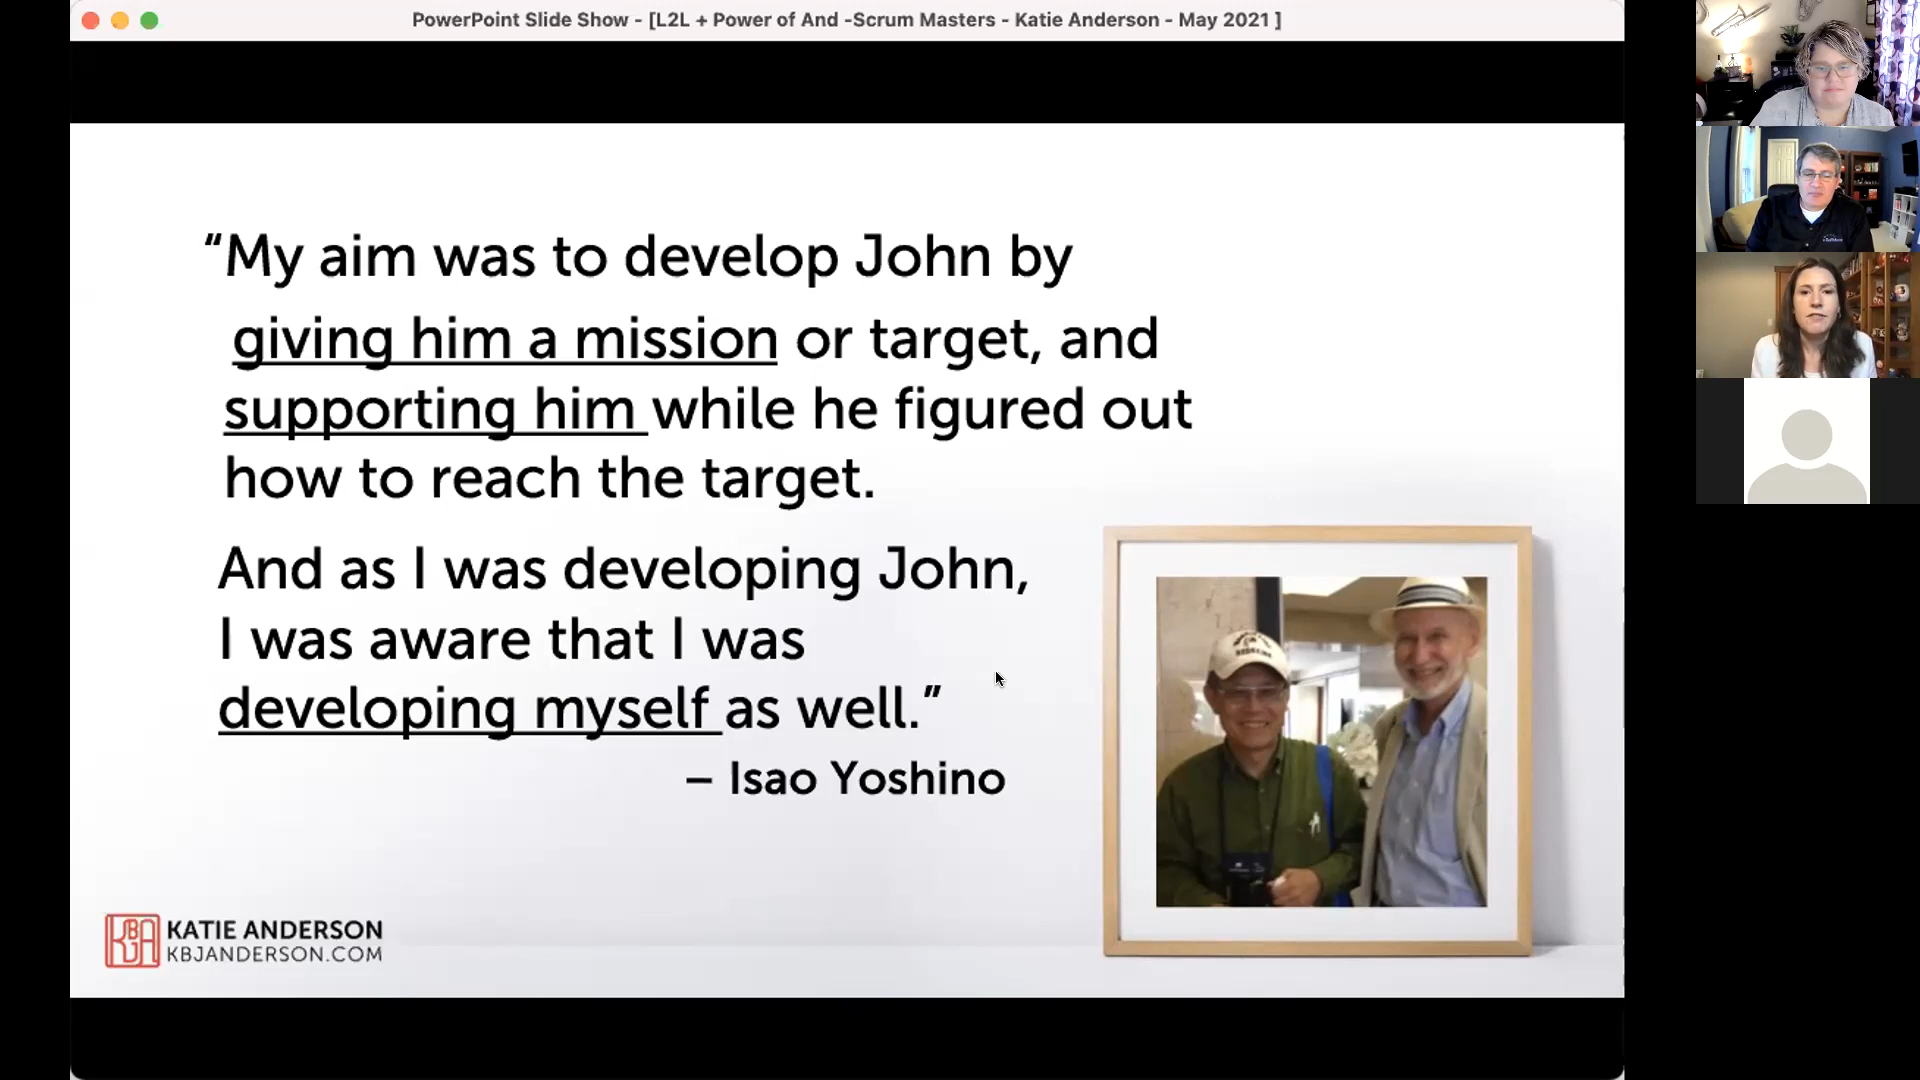 PowerPoint Slide Show - [L2L + Power of And -Scrum Masters - Katie Anderson - May 2021 ]
“My aim was to develop John by
giving him a mission or target, and
supporting him while he figured out
how to reach the target.
And as I was developing John,
I was aware that I was
developing myself as well.”
– Isao Yoshino
KBJA
KATIE ANDERSON
KBJANDERSON.COM